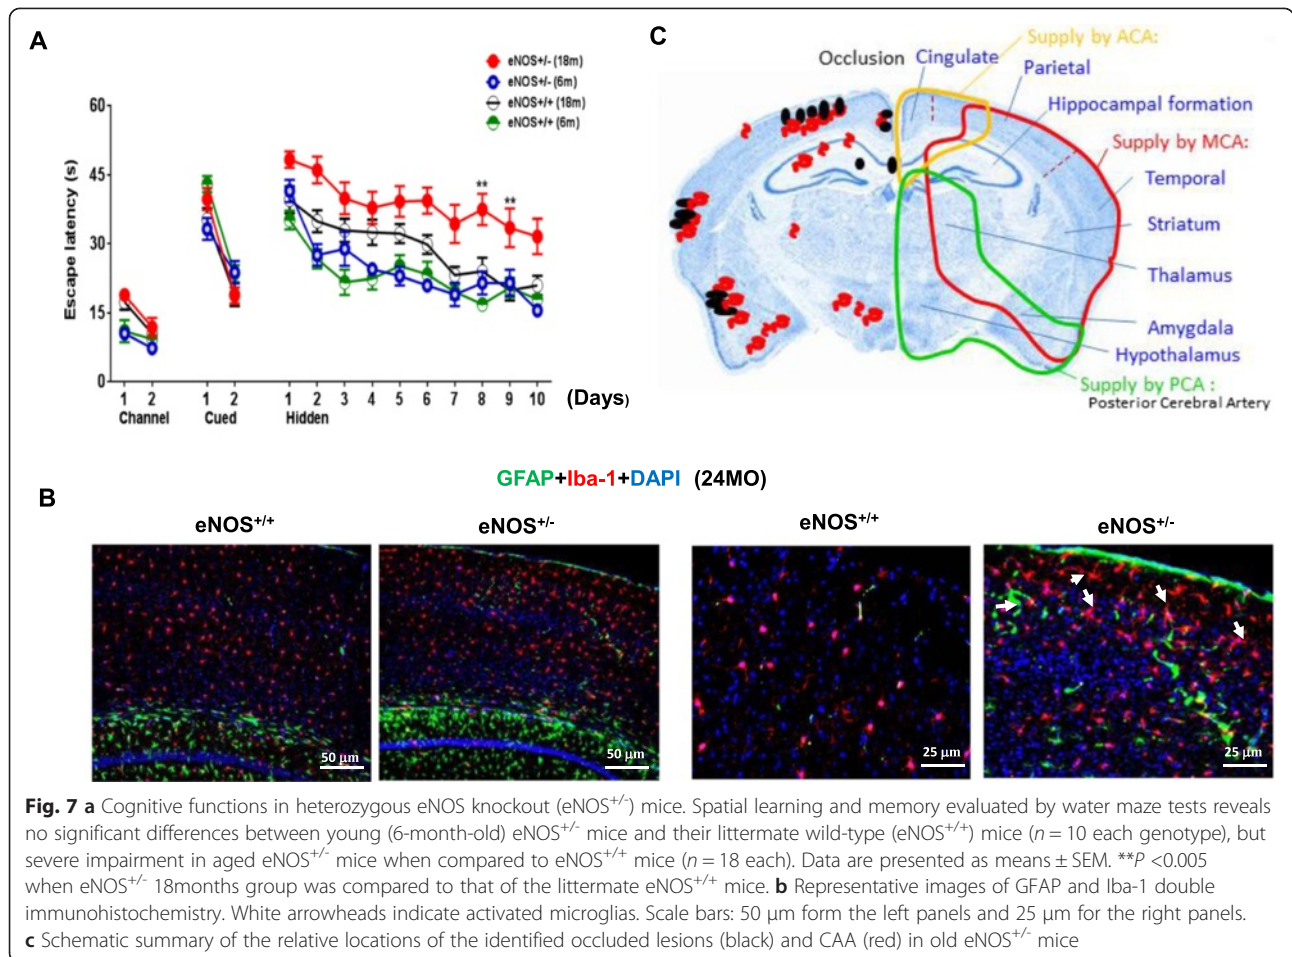 A
eNOS+/- (18m)
eNOS+/- (6m)
eNOS+/+ (18m)
eNOS+/+ (6m)
Escape latency (s)
60
45
30
15
0
1 2 1 2 1 2 3 4 5 6 7 8 9 10 (Days)
Channel Cued Hidden
** **
C
Supply by ACA:
Occlusion Cingulate
Parietal
Hippocampal formation
Supply by MCA:
Temporal
Striatum
Thalamus
Amygdala
Hypothalamus
Supply by PCA :
Posterior Cerebral Artery
GFAP+Iba-1+DAPI (24MO)
B
eNOS+/+ eNOS+/- eNOS+/+ eNOS+/-
50 µm 50 µm 25 µm 25 µm
Fig. 7 a Cognitive functions in heterozygous eNOS knockout (eNOS+/-) mice. Spatial learning and memory evaluated by water maze tests reveals
no significant differences between young (6-month-old) eNOS+/- mice and their littermate wild-type (eNOS+/+) mice (n = 10 each genotype), but
severe impairment in aged eNOS+/- mice when compared to eNOS+/+ mice (n = 18 each). Data are presented as means ± SEM. **P <0.005
when eNOS+/- 18months group was compared to that of the littermate eNOS+/+ mice. b Representative images of GFAP and Iba-1 double
immunohistochemistry. White arrowheads indicate activated microglias. Scale bars: 50 µm form the left panels and 25 µm for the right panels.
c Schematic summary of the relative locations of the identified occluded lesions (black) and CAA (red) in old eNOS+/- mice